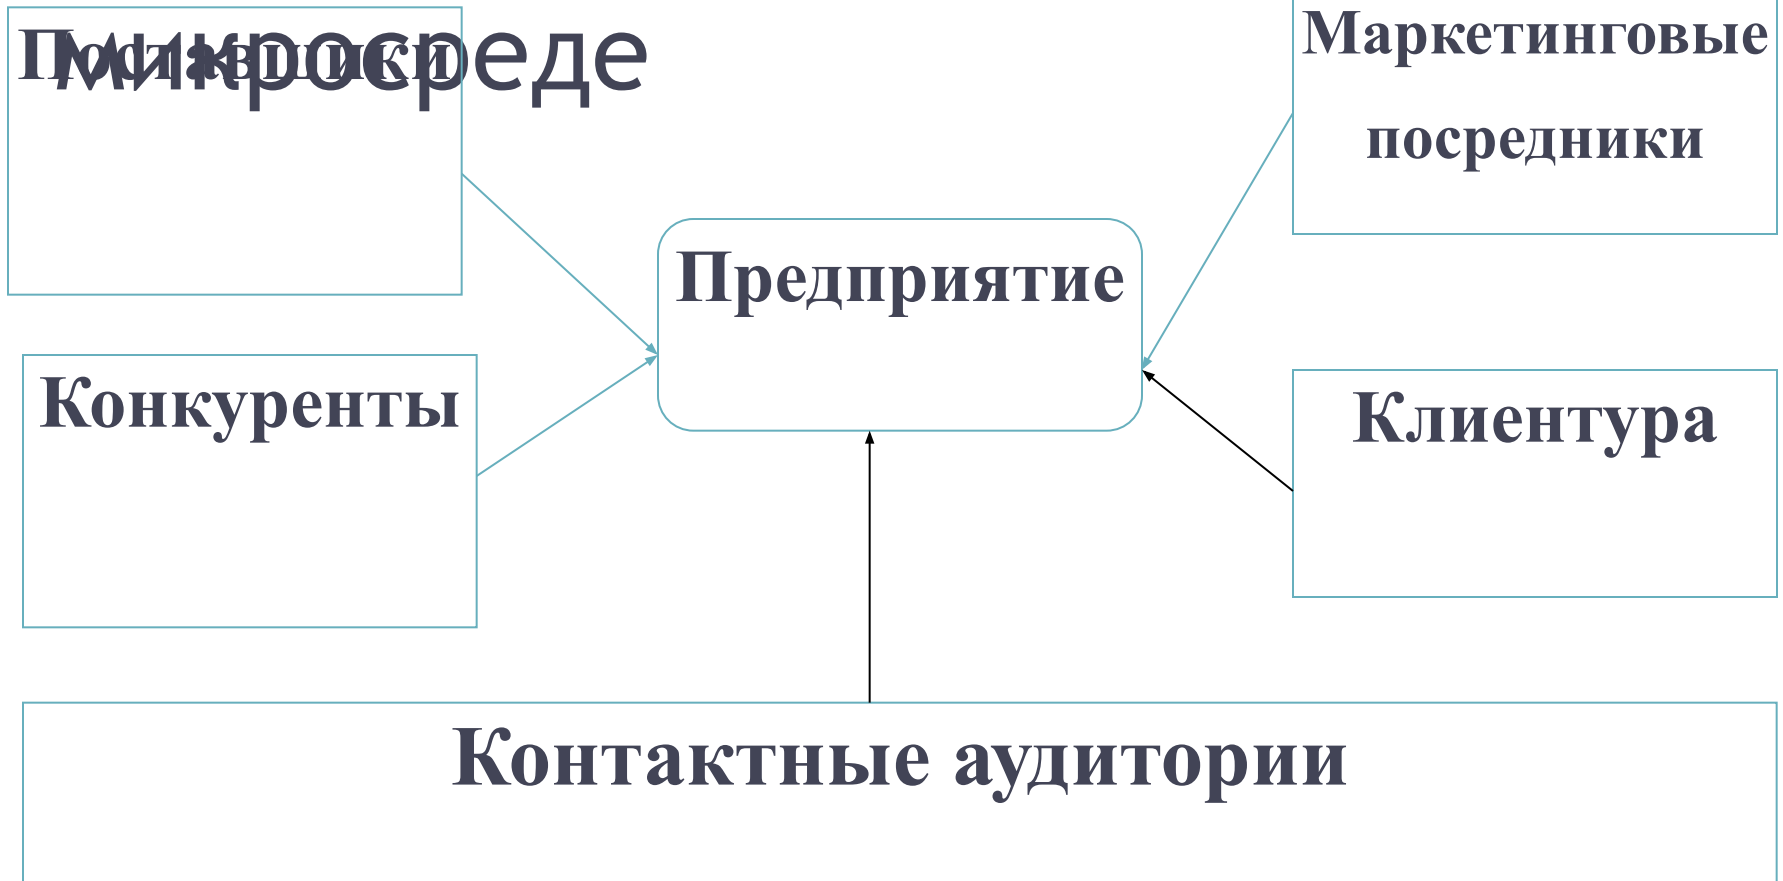 микросреде
Поставщики
Маркетинговые
посредники
Предприятие
Конкуренты
Клиентура
Контактные аудитории